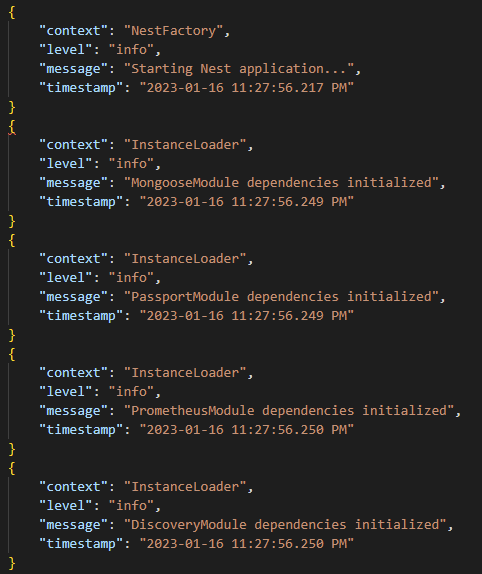 {
    "context": "NestFactory",
    "level": "info",
    "message": "Starting Nest application...",
    "timestamp": "2023-01-16 11:27:56.217 PM"
}
{
    "context": "InstanceLoader",
    "level": "info",
    "message": "MongooseModule dependencies initialized",
    "timestamp": "2023-01-16 11:27:56.249 PM"
}
{
    "context": "InstanceLoader",
    "level": "info",
    "message": "PassportModule dependencies initialized",
    "timestamp": "2023-01-16 11:27:56.249 PM"
}
{
    "context": "InstanceLoader",
    "level": "info",
    "message": "PrometheusModule dependencies initialized",
    "timestamp": "2023-01-16 11:27:56.250 PM"
}
{
    "context": "InstanceLoader",
    "level": "info",
    "message": "DiscoveryModule dependencies initialized",
    "timestamp": "2023-01-16 11:27:56.250 PM"
}